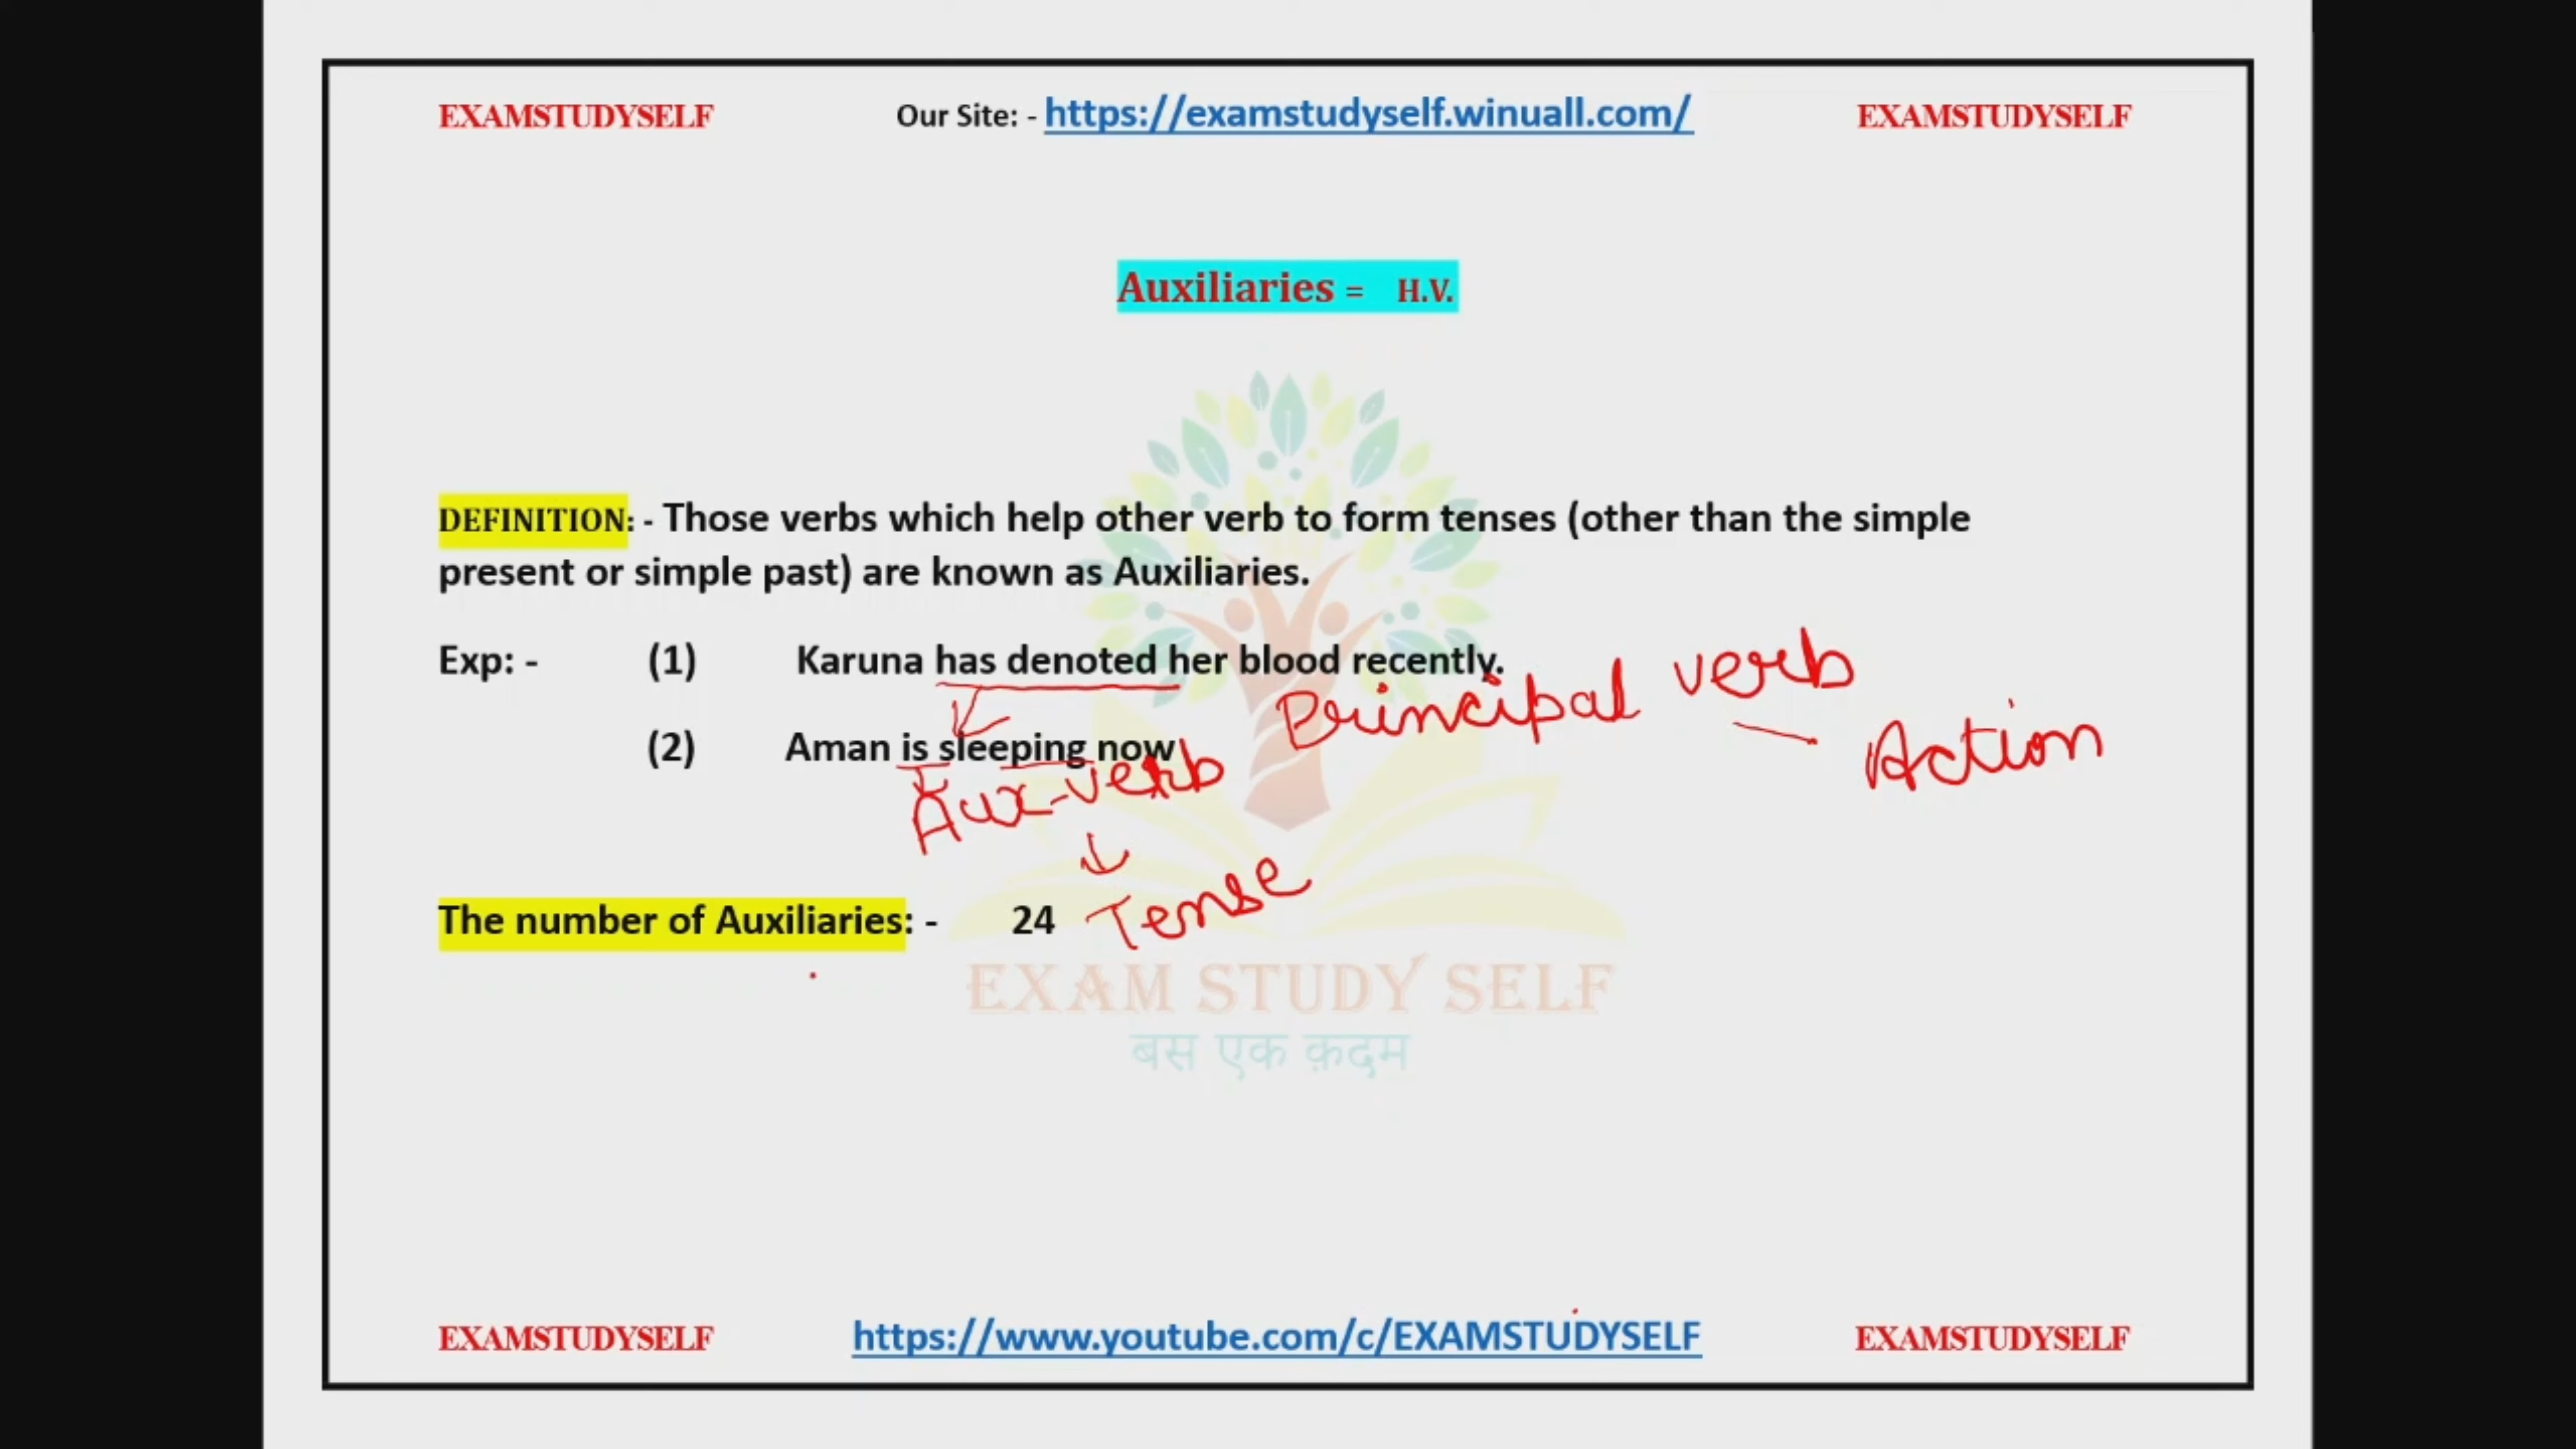 EXAMSTUDYSELF Our Site: - https://examstudyself.winuall.com/ EXAMSTUDYSELF
Auxiliaries = H.V.
DEFINITION: - Those verbs which help other verb to form tenses (other than the simple
present or simple past) are known as Auxiliaries.
Exp: - (1) Karuna has denoted her blood recently.
Principal verb
(2) Aman is sleeping now
Action
Aux-verb
The number of Auxiliaries: - 24
Tense
EXAM STUDY SELF
बस एक क़दम
EXAMSTUDYSELF https://www.youtube.com/c/EXAMSTUDYSELF EXAMSTUDYSELF